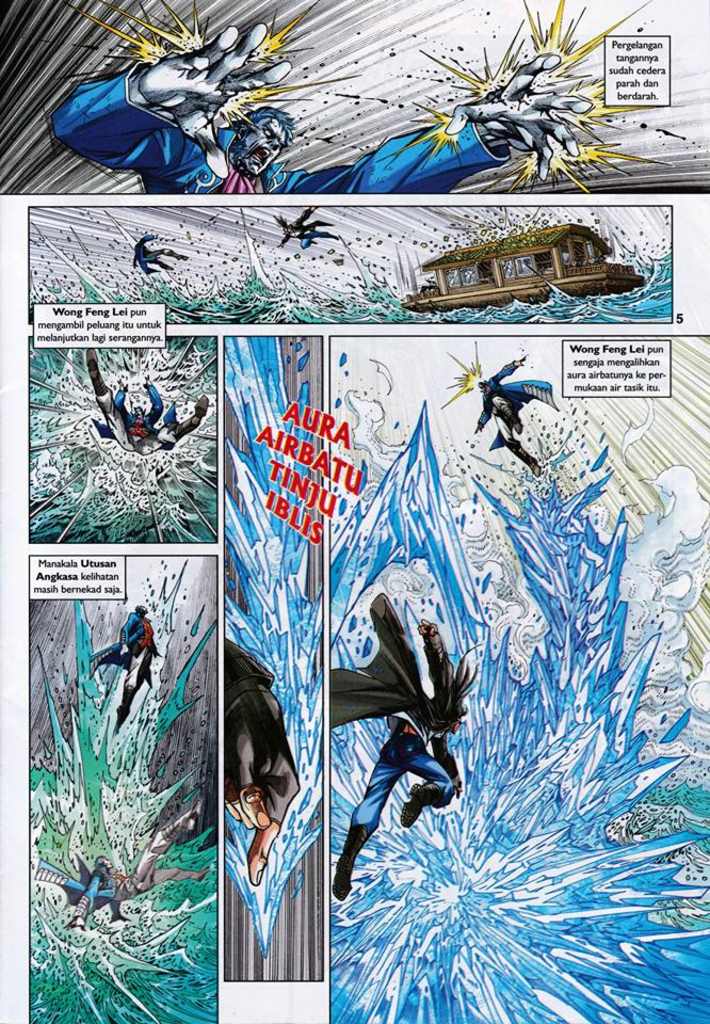 Pergelangan
tangannya
sudah cedera
parah dan
berdarah.
5
Wong Feng Lei pun
mengambil peluang itu untuk
melanjutkan lagi serangannya.
AURA
AIRBATU
TINJU
IBLIS
Wong Feng Lei pun
sengaja mengalihkan
aura airbatu ke per-
mukaan air tasik itu.
Manakala Utusan
Angkasa kelihatan
masih bernekad saja.